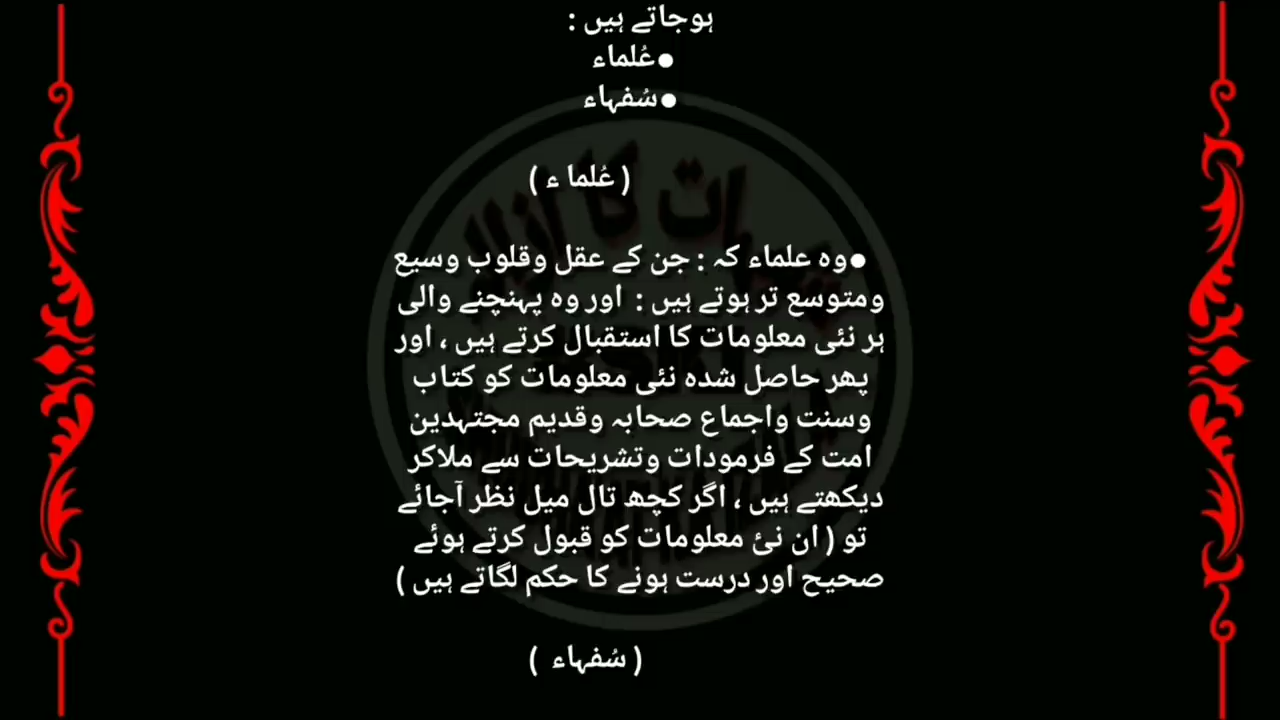 ہوجاتے ہیں :
●عُلماء
●سُفہاء
( عُلما ء )
●وہ علماء کہ : جن کے عقل وقلوب وسیع
ومتوسع تر ہوتے ہیں : اور وہ پہنچنے والی
ہر نئی معلومات کا استقبال کرتے ہیں ، اور
پھر حاصل شدہ نئی معلومات کو کتاب
وسنت واجماع صحابہ وقدیم مجتہدین
امت کے فرمودات وتشریحات سے ملاکر
دیکھتے ہیں ، اگر کچھ تال میل نظر آجائے
تو ( ان نئ معلومات کو قبول کرتے ہوئے
صحیح اور درست ہونے کا حکم لگاتے ہیں )
( سُفہاء )